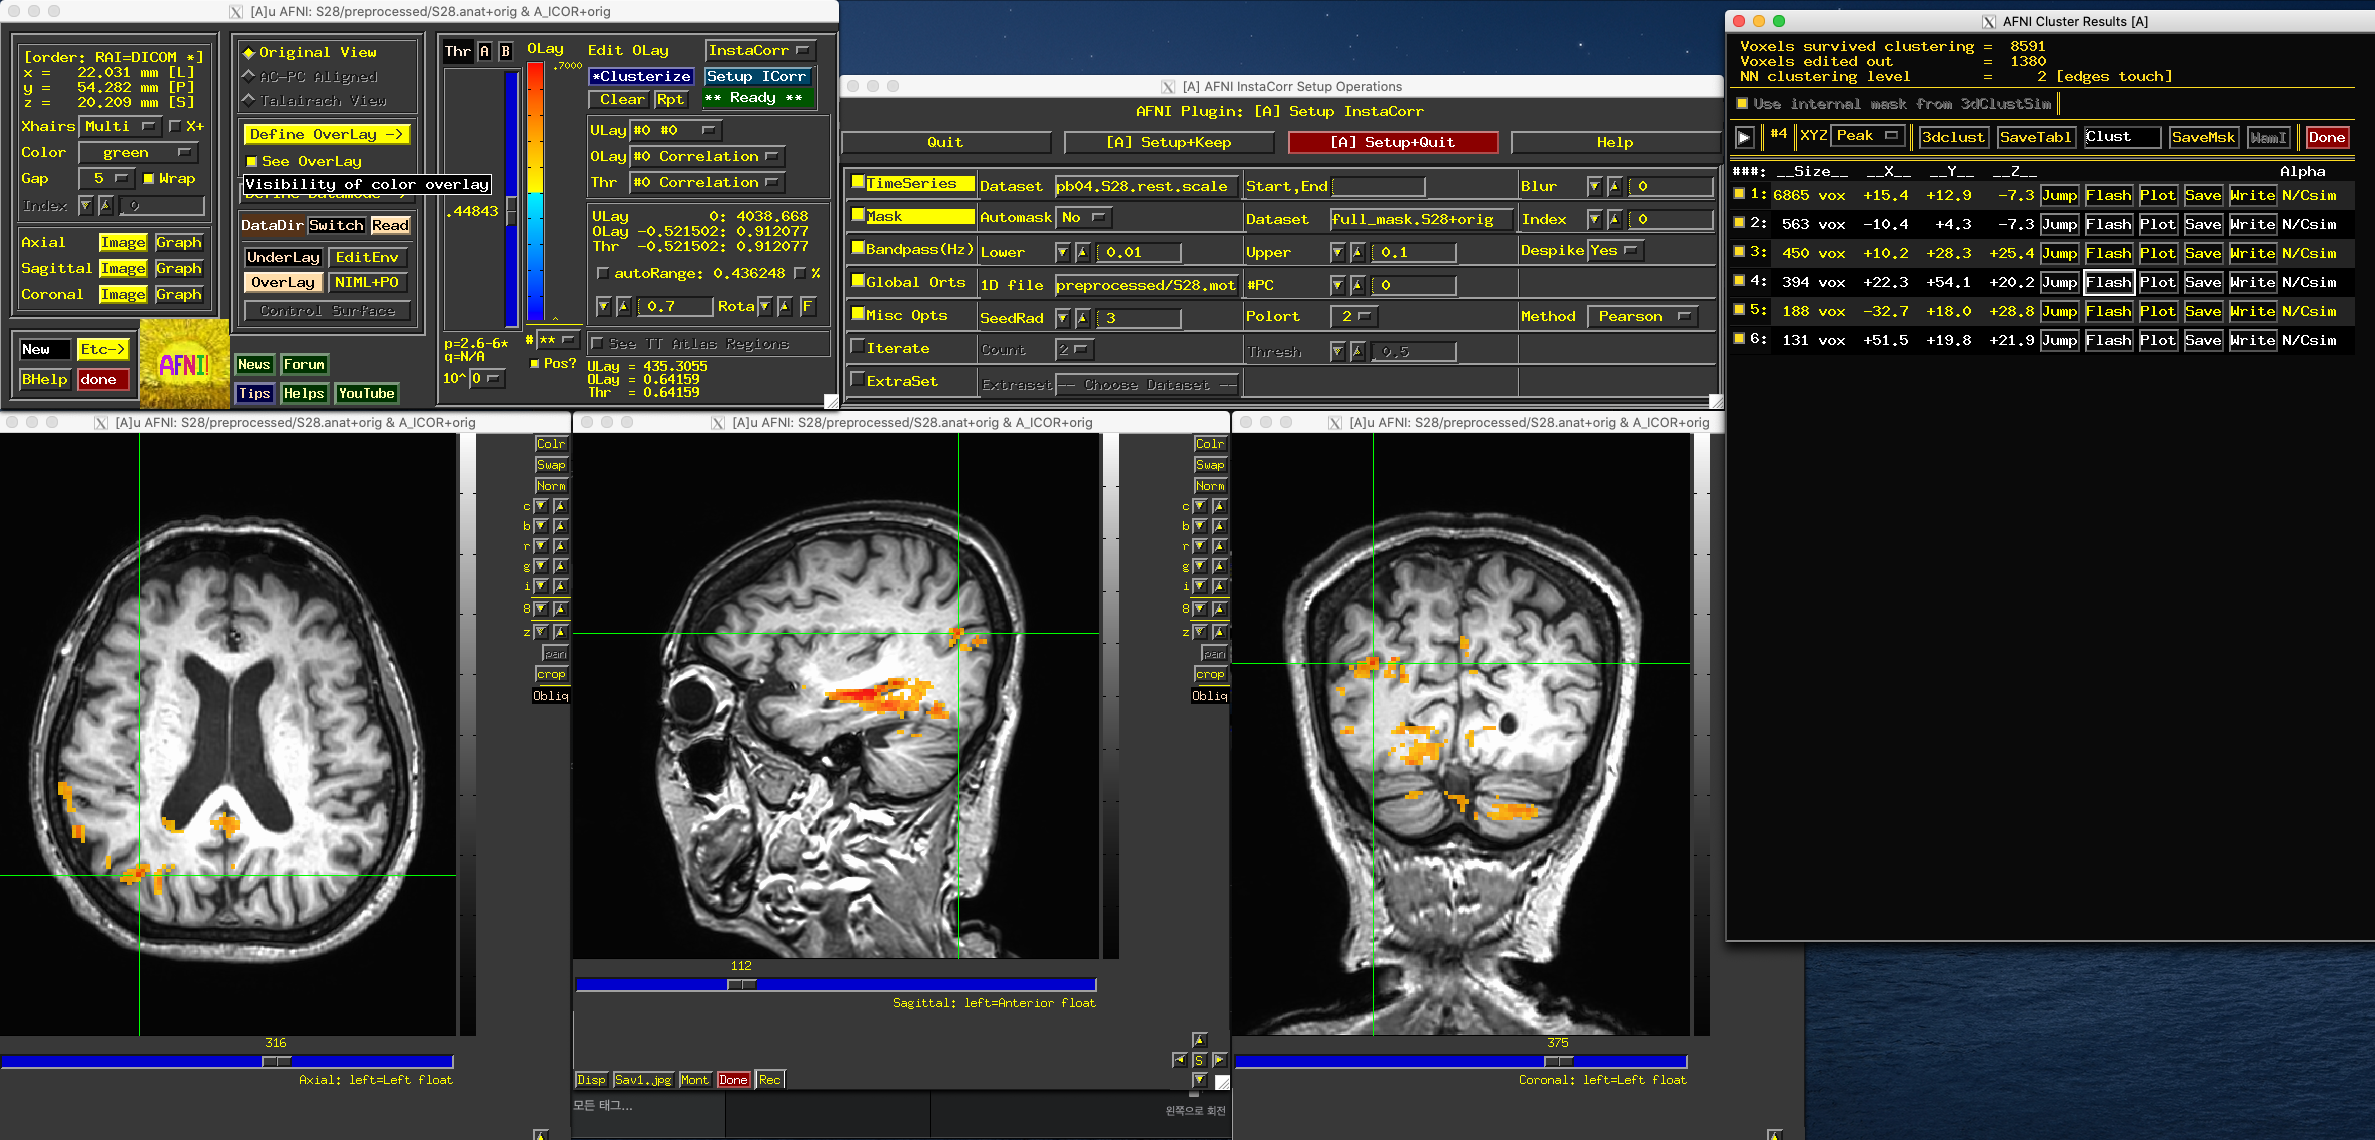 [A]u AFNI: S28/preprocessed/S28.anat+orig & A_ICOR+orig
[order: RAI=DICOM *]
x = 22.031 mm [L]
y = 54.282 mm [P]
z = 20.209 mm [S]
Xhairs Multi X+
Color green
Gap 5 Wrap
Index 0
Axial Image Graph
Sagittal Image Graph
Coronal Image Graph
New Etc->
BHelp done
AFNI!
Original View
AC-PC Aligned
Talairach View
Define OverLay ->
See OverLay
Visibility of color overlay
DataDir Switch Read
UnderLay EditEnv
OverLay NIML+PO
Control Surface
News Forum
Tips Helps YouTube
Thr A B OLay
.7000
.44843
p=2.6-6*
q=N/A
10^ 0
# **
Pos?
Edit OLay InstaCorr
*Clusterize Setup ICorr
Clear Rpt ** Ready **
ULay #0 #0
OLay #0 Correlation
Thr #0 Correlation
ULay 0: 4038.668
OLay -0.521502: 0.912077
Thr -0.521502: 0.912077
autoRange: 0.436248 %
0.7 Rota F
See TT Atlas Regions
ULay = 435.3055
OLay = 0.64159
Thr = 0.64159
[A] AFNI InstaCorr Setup Operations
AFNI Plugin: [A] Setup InstaCorr
Quit [A] Setup+Keep [A] Setup+Quit Help
TimeSeries Dataset pb04.S28.rest.scale Start,End Blur 0
Mask Automask No Dataset full_mask.S28+orig Index 0
Bandpass(Hz) Lower 0.01 Upper 0.1 Despike Yes
Global Orts 1D file preprocessed/S28.mot #PC 0
Misc Opts SeedRad 3 Polort 2 Method Pearson
Iterate Count 2 Thresh 0.5
ExtraSet Extraset -- Choose Dataset --
AFNI Cluster Results [A]
Voxels survived clustering = 8591
Voxels edited out = 1380
NN clustering level = 2 [edges touch]
Use internal mask from 3dClustSim
#4 XYZ Peak 3dclust SaveTabl Clust SaveMsk WamI Done
###: __Size__ __X__ __Y__ __Z__ Alpha
1: 6865 vox +15.4 +12.9 -7.3 Jump Flash Plot Save Write N/Csim
2: 563 vox -10.4 +4.3 -7.3 Jump Flash Plot Save Write N/Csim
3: 450 vox +10.2 +28.3 +25.4 Jump Flash Plot Save Write N/Csim
4: 394 vox +22.3 +54.1 +20.2 Jump Flash Plot Save Write N/Csim
5: 188 vox -32.7 +18.0 +28.8 Jump Flash Plot Save Write N/Csim
6: 131 vox +51.5 +19.8 +21.9 Jump Flash Plot Save Write N/Csim
[A]u AFNI: S28/preprocessed/S28.anat+orig & A_ICOR+orig
Colr
Swap
Norm
c
b
r
g
i
8
z
pan
crop
Obliq
316
Axial: left=Left float
[A]u AFNI: S28/preprocessed/S28.anat+orig & A_ICOR+orig
Colr
Swap
Norm
c
b
r
g
i
8
z
pan
crop
Obliq
112
Sagittal: left=Anterior float
S
Disp Sav1.jpg Mont Done Rec
모든 태그...
왼쪽으로 회전
[A]u AFNI: S28/preprocessed/S28.anat+orig & A_ICOR+orig
375
Coronal: left=Left float